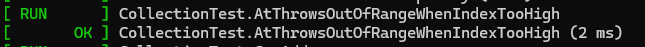 [ RUN      ] CollectionTest.AtThrowsOutOfRangeWhenIndexTooHigh
[       OK ] CollectionTest.AtThrowsOutOfRangeWhenIndexTooHigh (2 ms)